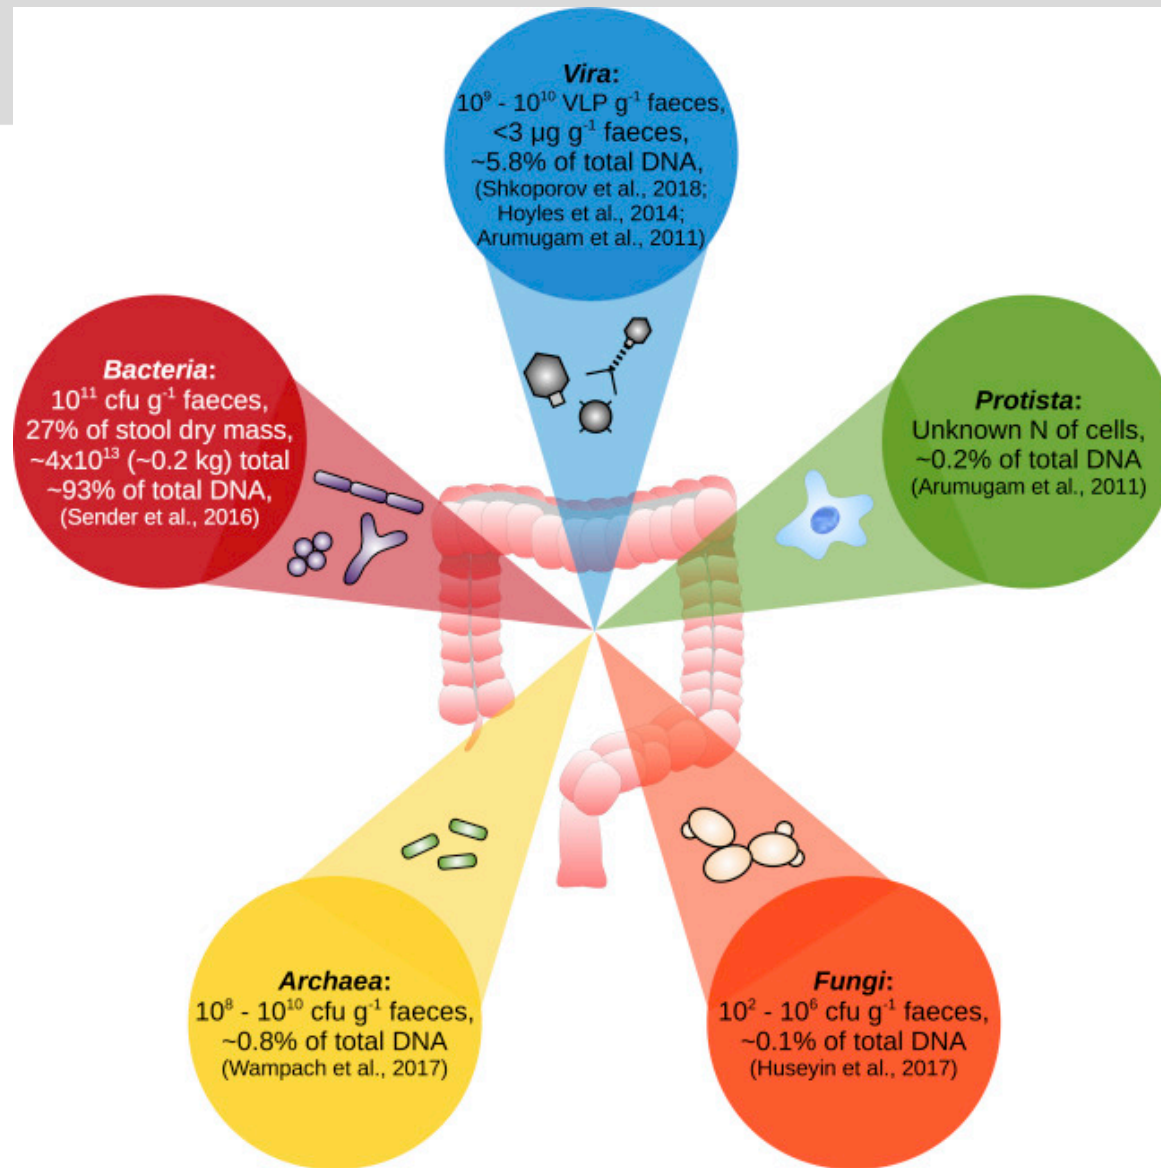 Vira:
10⁹ - 10¹⁰ VLP g⁻¹ faeces,
<3 µg g⁻¹ faeces,
~5.8% of total DNA,
(Shkoporov et al., 2018;
Hoyles et al., 2014;
Arumugam et al., 2011)
Bacteria:
10¹¹ cfu g⁻¹ faeces,
27% of stool dry mass,
~4x10¹³ (~0.2 kg) total
~93% of total DNA,
(Sender et al., 2016)
Protista:
Unknown N of cells,
~0.2% of total DNA
(Arumugam et al., 2011)
Archaea:
10⁸ - 10¹⁰ cfu g⁻¹ faeces,
~0.8% of total DNA
(Wampach et al., 2017)
Fungi:
10² - 10⁶ cfu g⁻¹ faeces,
~0.1% of total DNA
(Huseyin et al., 2017)